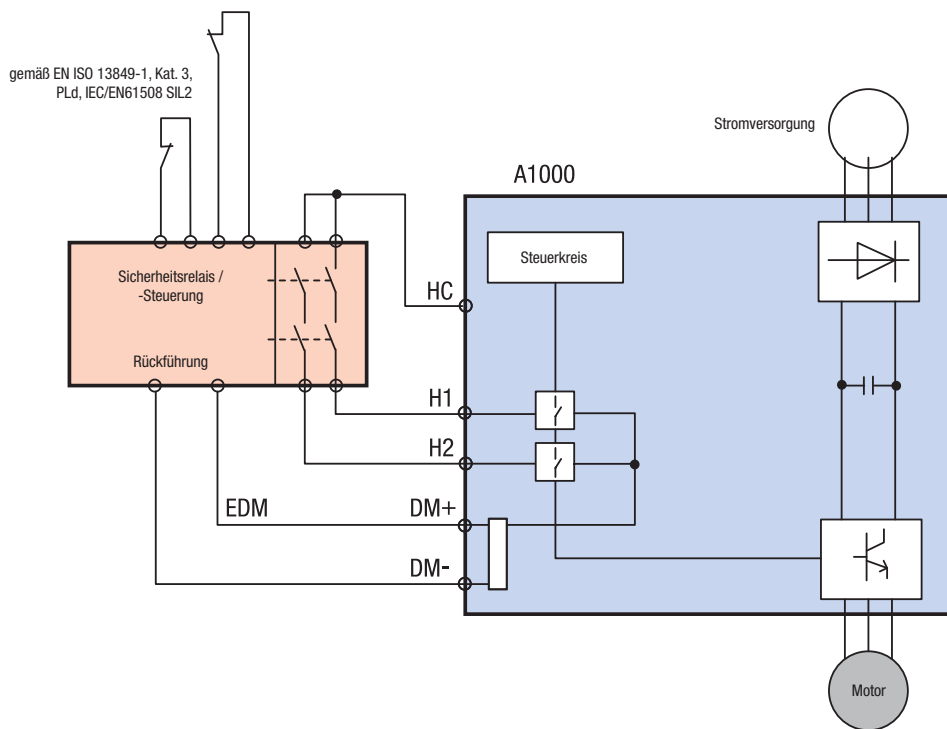 gemäß EN ISO 13849-1, Kat. 3,
PLd, IEC/EN61508 SIL2
Stromversorgung
A1000
Steuerkreis
Sicherheitsrelais /
-Steuerung
HC
Rückführung
H1
H2
EDM
DM+
DM-
Motor